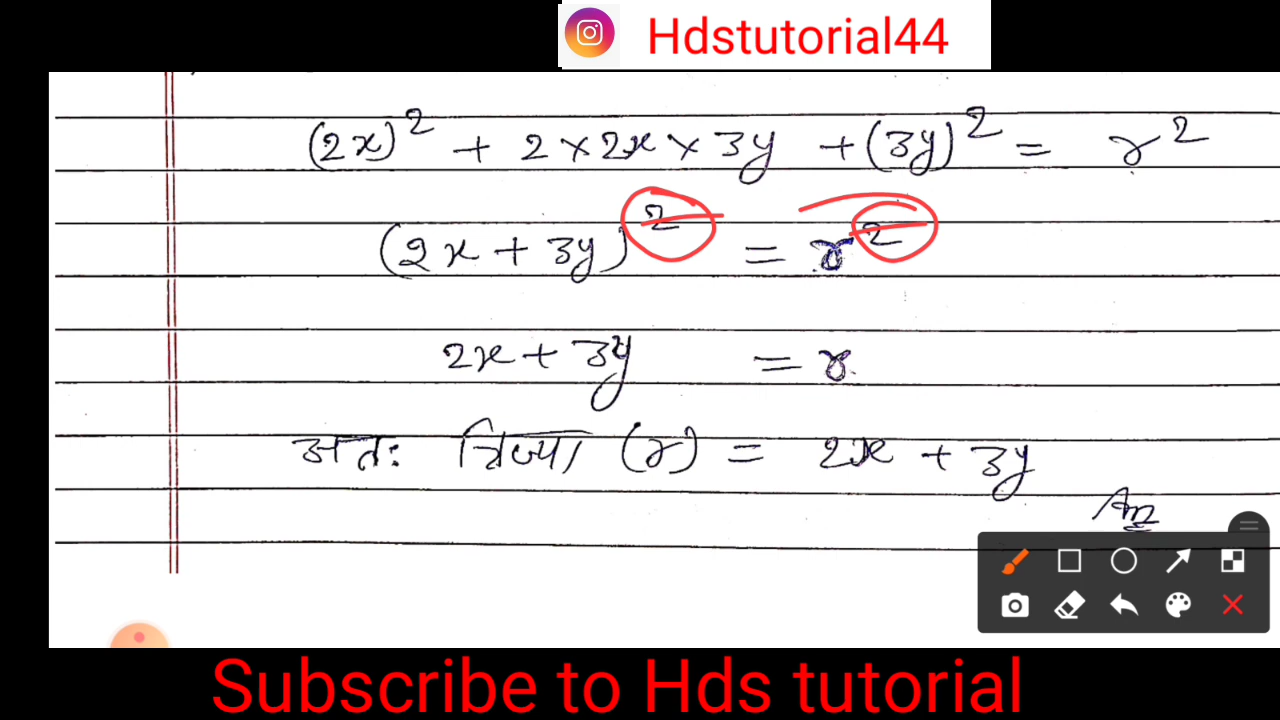 Hdstutorial44
(2x)² + 2 × 2x × 3y + (3y)² = r²
(2x + 3y)² = r²
2x + 3y = r
अतः त्रिज्या (r) = 2x + 3y
Ans
Subscribe to Hds tutorial